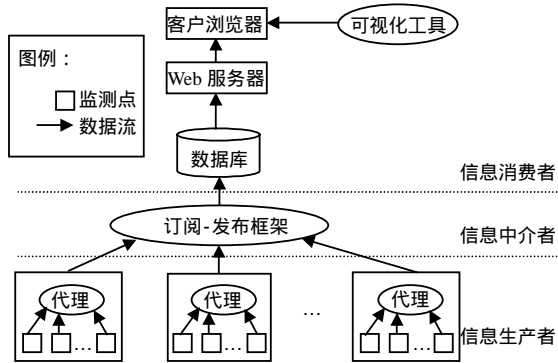 客户浏览器
可视化工具
图例：
监测点
数据流
Web 服务器
数据库
信息消费者
订阅-发布框架
信息中介者
代理
代理
…
代理
…
…
…
信息生产者